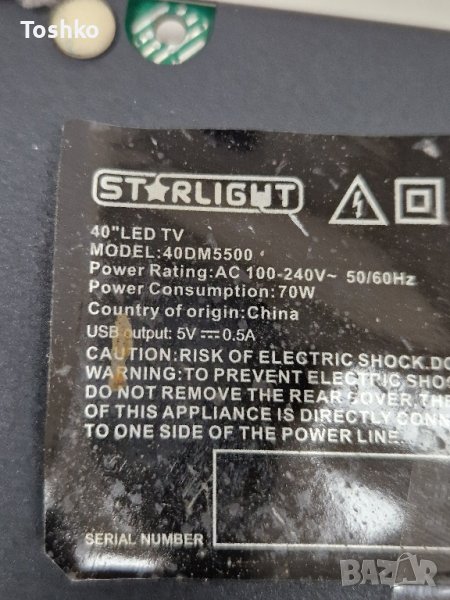 Toshko
STARLIGHT
40"LED TV
MODEL:40DM5500
Power Rating:AC 100-240V~ 50/60Hz
Power Consumption:70W
Country of origin:China
USB output: 5V⎓0.5A
CAUTION:RISK OF ELECTRIC SHOCK.DO
WARNING:TO PREVENT ELECTRIC SHOC
DO NOT REMOVE THE REAR COVER.THE
OF THIS APPLIANCE IS DIRECTLY CONN
TO ONE SIDE OF THE POWER LINE.
SERIAL NUMBER
BAZAR